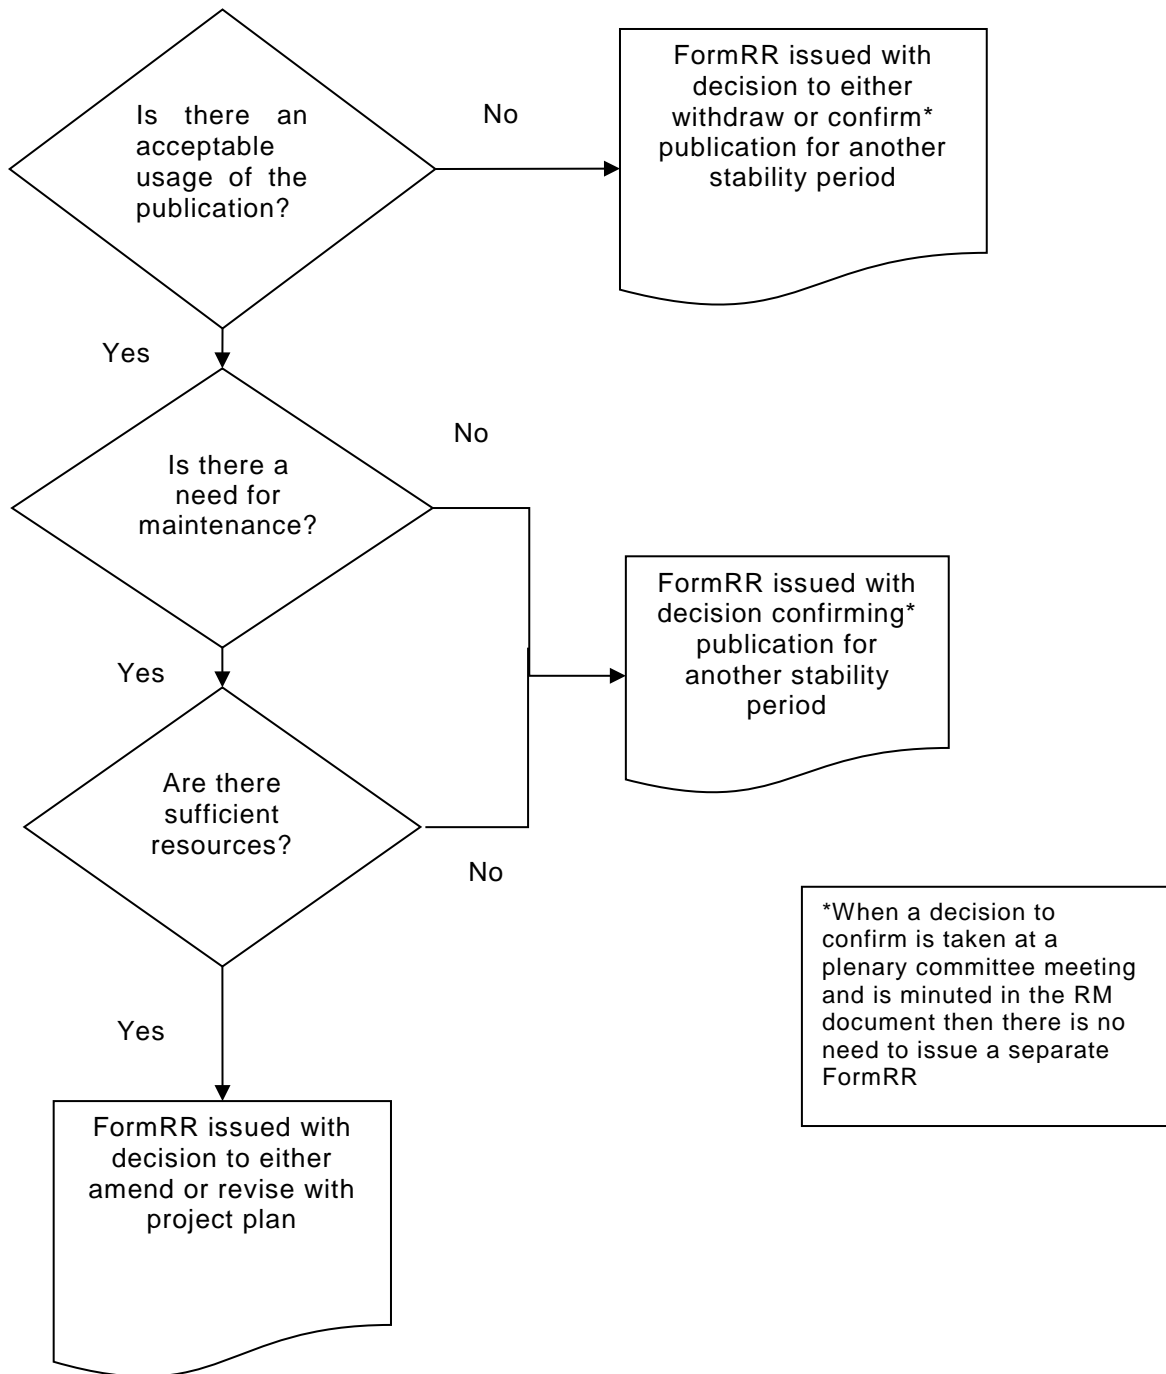 Is there an
acceptable
usage of the
publication?
No
FormRR issued with
decision to either
withdraw or confirm*
publication for another
stability period
Yes
Is there a
need for
maintenance?
No
FormRR issued with
decision confirming*
publication for
another stability
period
Yes
Are there
sufficient
resources?
No
*When a decision to
confirm is taken at a
plenary committee meeting
and is minuted in the RM
document then there is no
need to issue a separate
FormRR
Yes
FormRR issued with
decision to either
amend or revise with
project plan